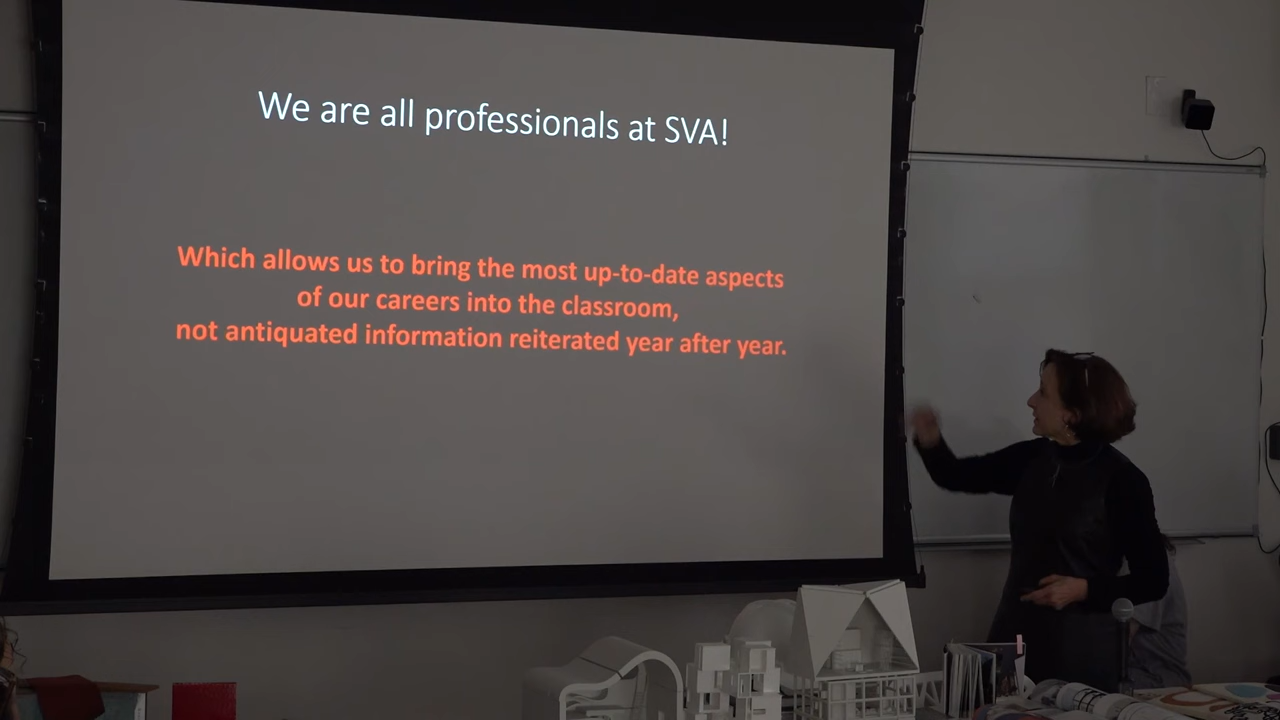 We are all professionals at SVA!
Which allows us to bring the most up-to-date aspects
of our careers into the classroom,
not antiquated information reiterated year after year.